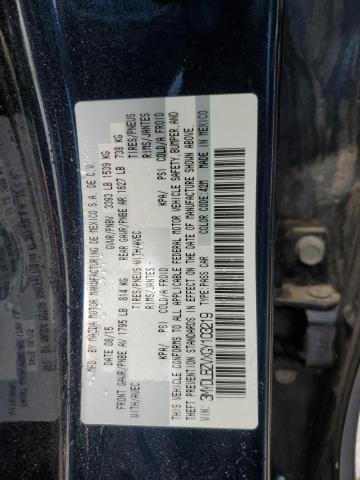 MFD. BY MAZDA MOTOR MANUFACTURING DE MEXICO S.A. DE C.V.
DATE 08/15 GVWR/PNBV 3393 LB 1539 KG
FRONT GAWR/PNBE AV 1795 LB 814 KG REAR GAWR/PNBE AR 1627 LB 738 KG
WITH/AVEC TIRES/PNEUS WITH/AVEC TIRES/PNEUS
RIMS/JANTES RIMS/JANTES
KPA/ PSI COLD/A FROID KPA/ PSI COLD/A FROID
THIS VEHICLE CONFORMS TO ALL APPLICABLE FEDERAL MOTOR VEHICLE SAFETY, BUMPER, AND
THEFT PREVENTION STANDARDS IN EFFECT ON THE DATE OF MANUFACTURE SHOWN ABOVE.
VIN: TYPE: PASS CAR COLOR CODE: 42M MADE IN MEXICO